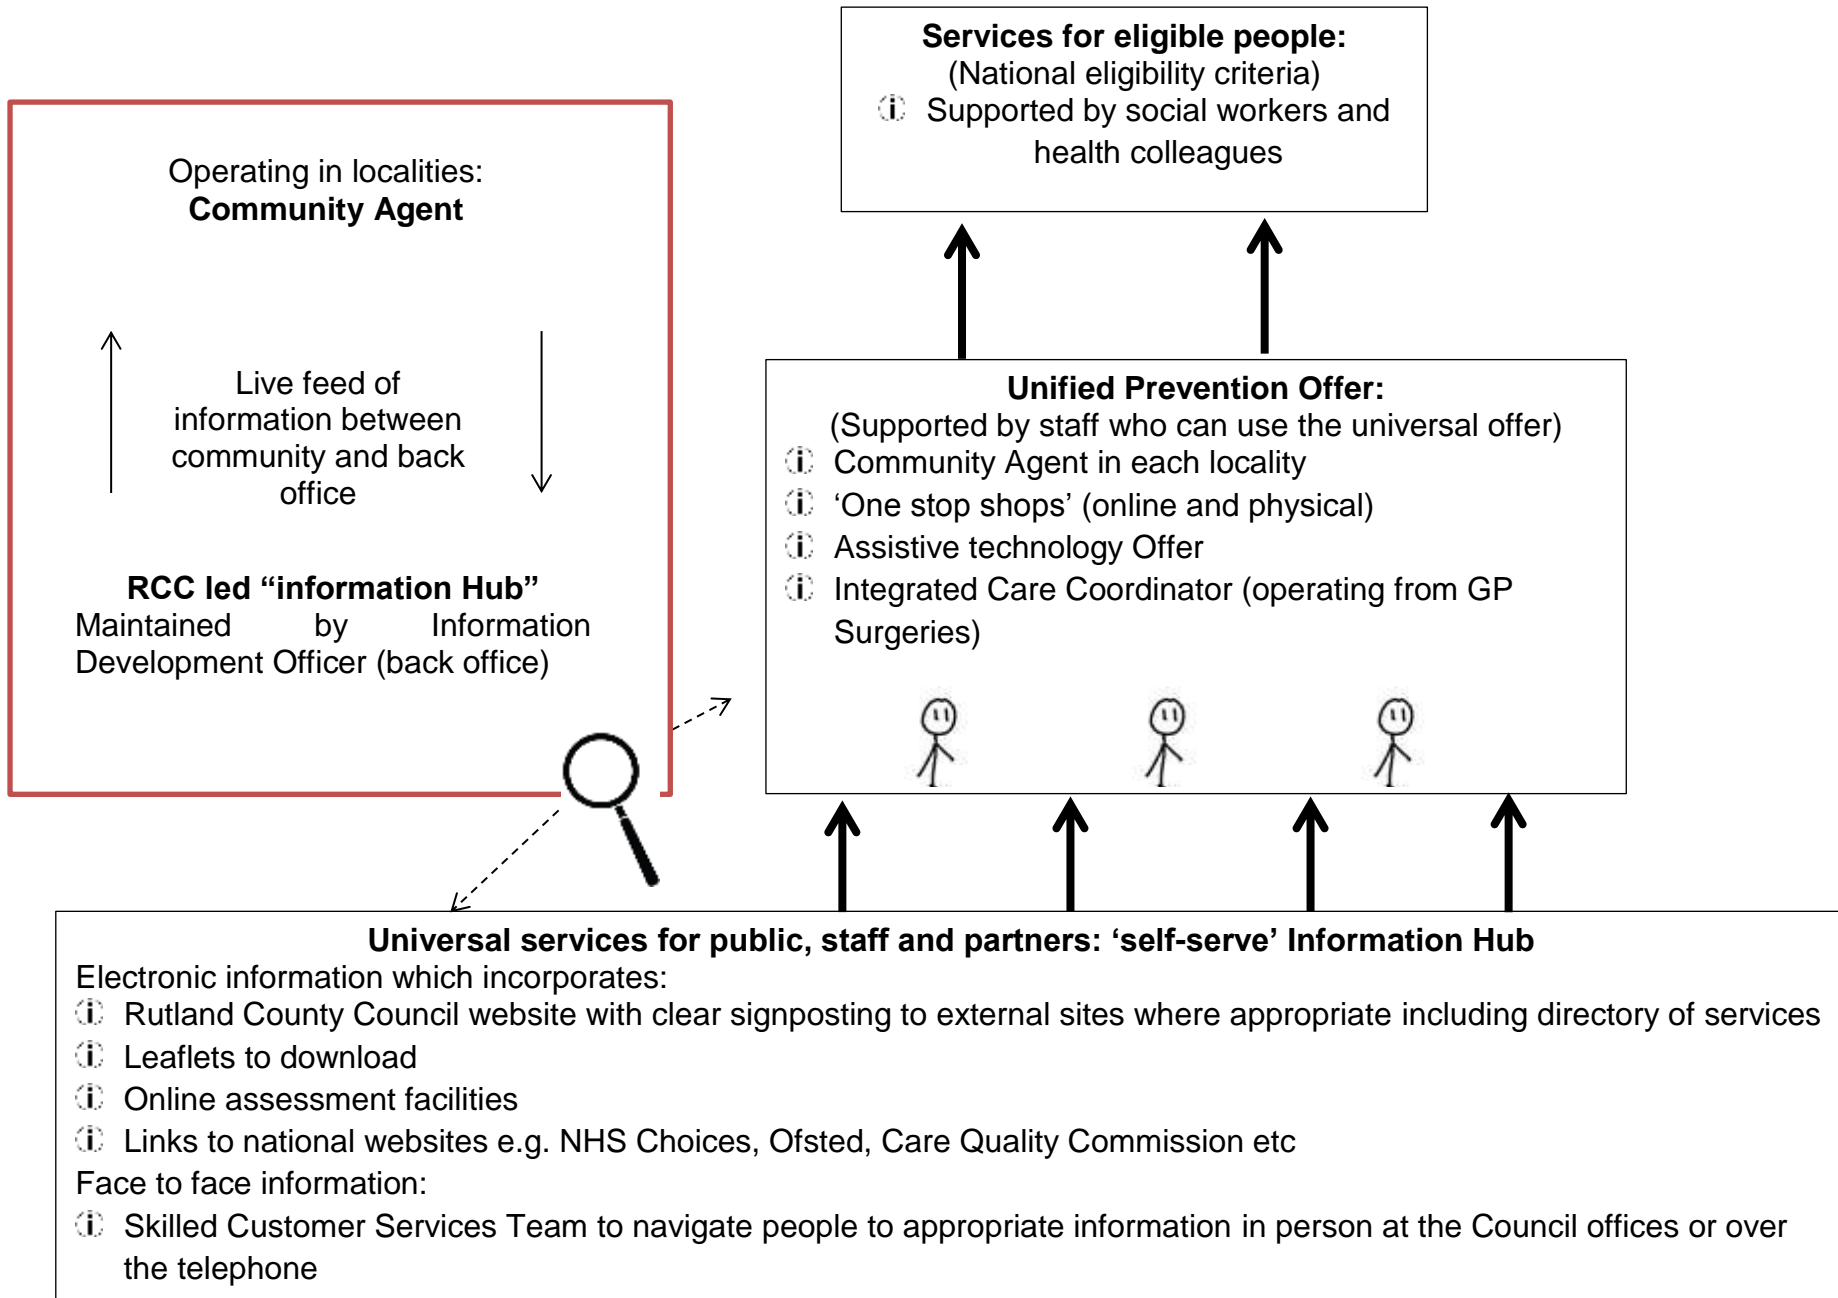 Services for eligible people:
(National eligibility criteria)
Supported by social workers and
health colleagues
Operating in localities:
Community Agent
Live feed of
information between
community and back
office
RCC led “information Hub”
Maintained by Information
Development Officer (back office)
Unified Prevention Offer:
(Supported by staff who can use the universal offer)
Community Agent in each locality
‘One stop shops’ (online and physical)
Assistive technology Offer
Integrated Care Coordinator (operating from GP
Surgeries)
Universal services for public, staff and partners: ‘self-serve’ Information Hub
Electronic information which incorporates:
Rutland County Council website with clear signposting to external sites where appropriate including directory of services
Leaflets to download
Online assessment facilities
Links to national websites e.g. NHS Choices, Ofsted, Care Quality Commission etc
Face to face information:
Skilled Customer Services Team to navigate people to appropriate information in person at the Council offices or over
the telephone